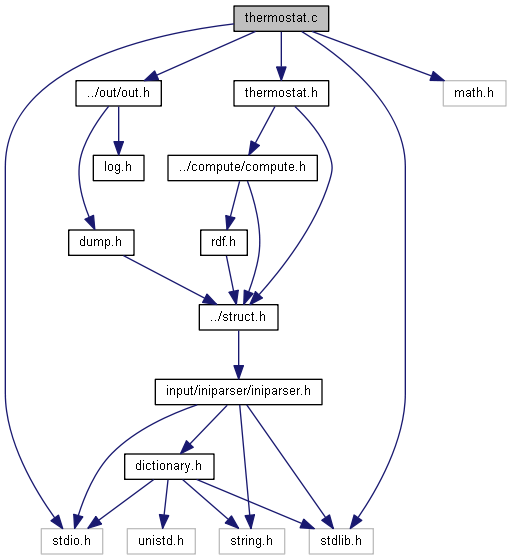 thermostat.c
../out/out.h
thermostat.h
math.h
log.h
../compute/compute.h
dump.h
rdf.h
../struct.h
input/iniparser/iniparser.h
dictionary.h
stdio.h
unistd.h
string.h
stdlib.h